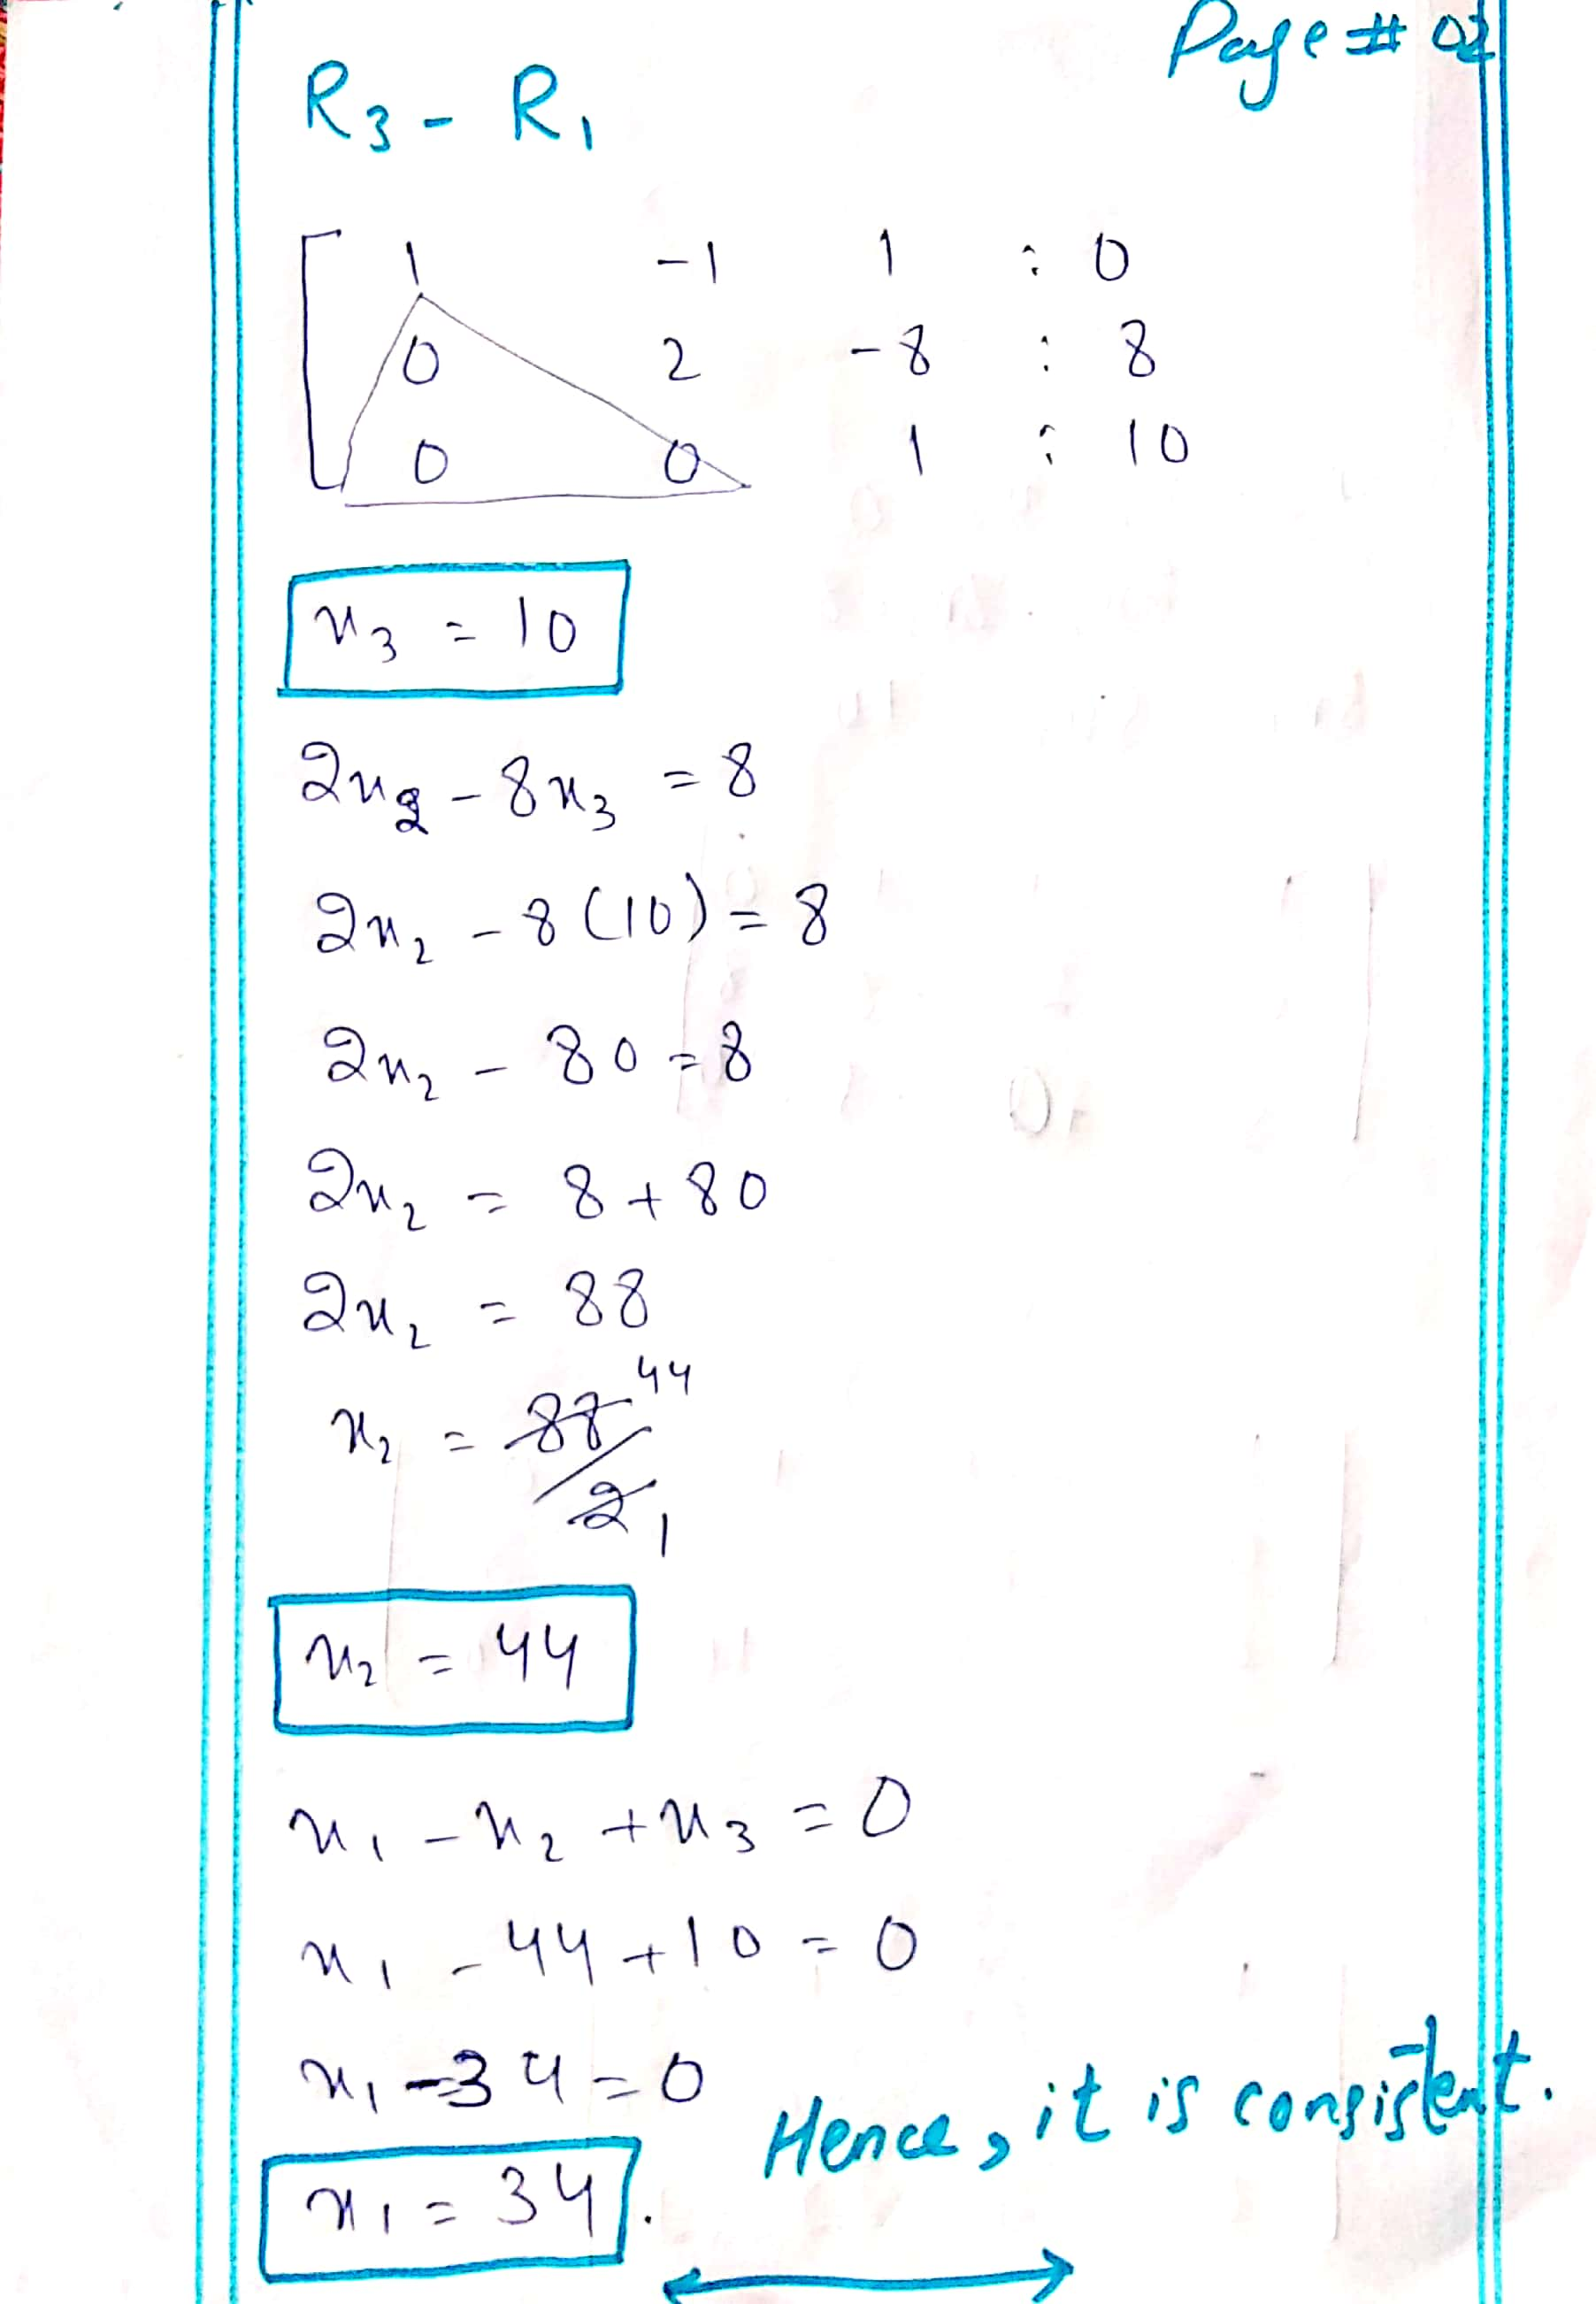 Page # 02
R₃ - R₁
[ 1 -1 1 : 0
0 2 -8 : 8
0 0 1 : 10
x₃ = 10
2x₂ - 8x₃ = 8
2x₂ - 8(10) = 8
2x₂ - 80 = 8
2x₂ = 8 + 80
2x₂ = 88
x₂ = 88/2 44 1
x₂ = 44
x₁ - x₂ + x₃ = 0
x₁ - 44 + 10 = 0
x₁ - 34 = 0
Hence, it is consistent.
x₁ = 34.